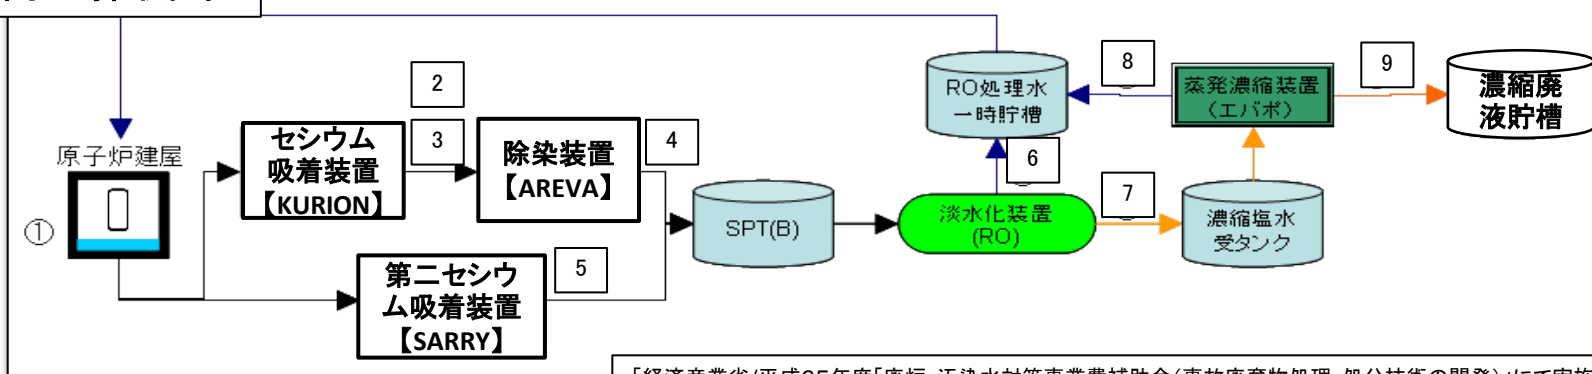 2
8
9
RO処理水
一時貯槽
蒸発濃縮装置
(エバポ)
濃縮廃
液貯槽
原子炉建屋
セシウム
吸着装置
【KURION】
3
除染装置
【AREVA】
4
6
①
SPT(B)
淡水化装置
(RO)
7
濃縮塩水
受タンク
第二セシウ
ム吸着装置
【SARRY】
5